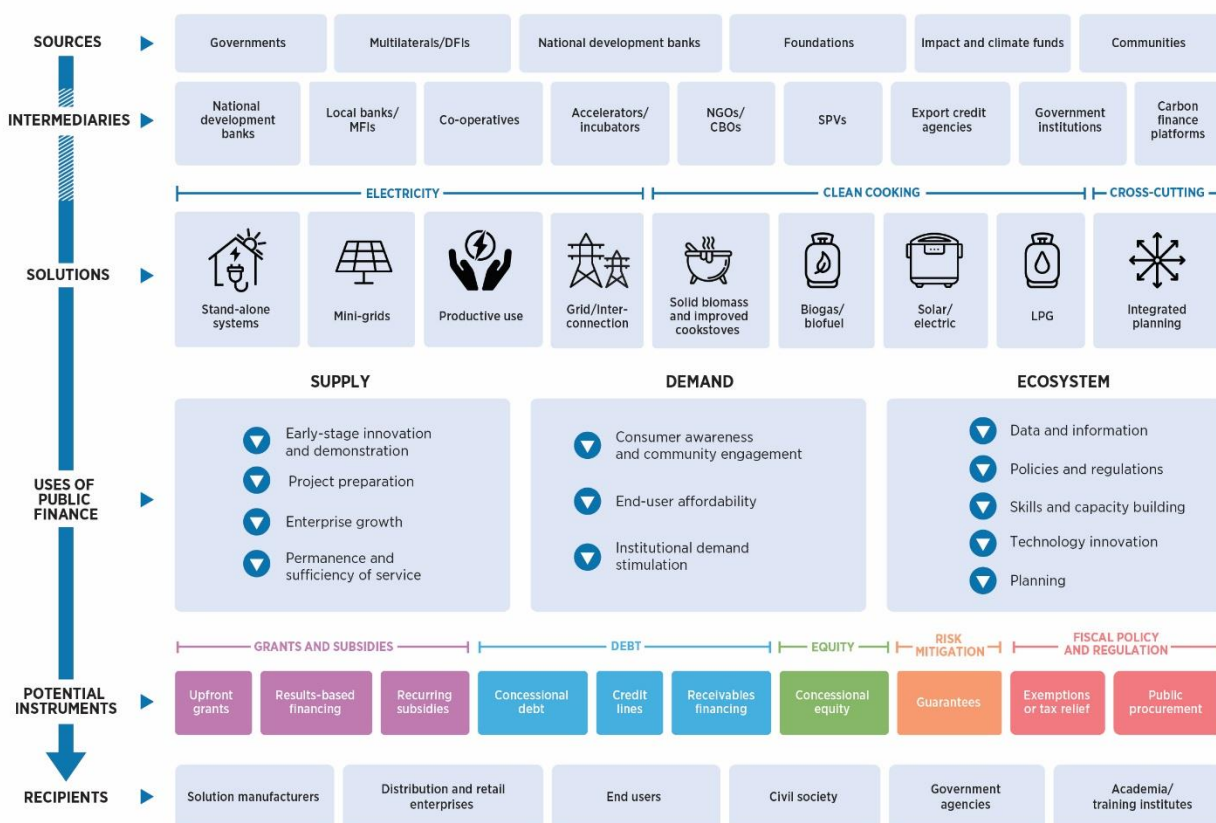 SOURCES
Governments
Multilaterals/DFIs
National development banks
Foundations
Impact and climate funds
Communities
INTERMEDIARIES
National
development
banks
Local banks/
MFIs
Co-operatives
Accelerators/
incubators
NGOs/
CBOs
SPVs
Export credit
agencies
Government
institutions
Carbon
finance
platforms
ELECTRICITY
CLEAN COOKING
CROSS-CUTTING
SOLUTIONS
Stand-alone
systems
Mini-grids
Productive use
Grid/Inter-
connection
Solid biomass
and improved
cookstoves
Biogas/
biofuel
Solar/
electric
LPG
Integrated
planning
USES OF
PUBLIC
FINANCE
SUPPLY
Early-stage innovation
and demonstration
Project preparation
Enterprise growth
Permanence and
sufficiency of service
DEMAND
Consumer awareness
and community engagement
End-user affordability
Institutional demand
stimulation
ECOSYSTEM
Data and information
Policies and regulations
Skills and capacity building
Technology innovation
Planning
GRANTS AND SUBSIDIES
DEBT
EQUITY
RISK
MITIGATION
FISCAL POLICY
AND REGULATION
POTENTIAL
INSTRUMENTS
Upfront
grants
Results-based
financing
Recurring
subsidies
Concessional
debt
Credit
lines
Receivables
financing
Concessional
equity
Guarantees
Exemptions
or tax relief
Public
procurement
RECIPIENTS
Solution manufacturers
Distribution and retail
enterprises
End users
Civil society
Government
agencies
Academia/
training institutes